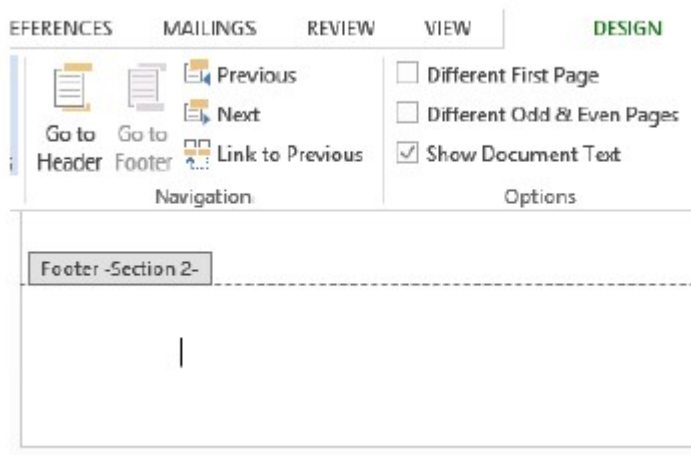 EFERENCES MAILINGS REVIEW VIEW DESIGN
Previous
Next
Link to Previous
Go to Header
Go to Footer
Navigation
Different First Page
Different Odd & Even Pages
Show Document Text
Options
Footer -Section 2-